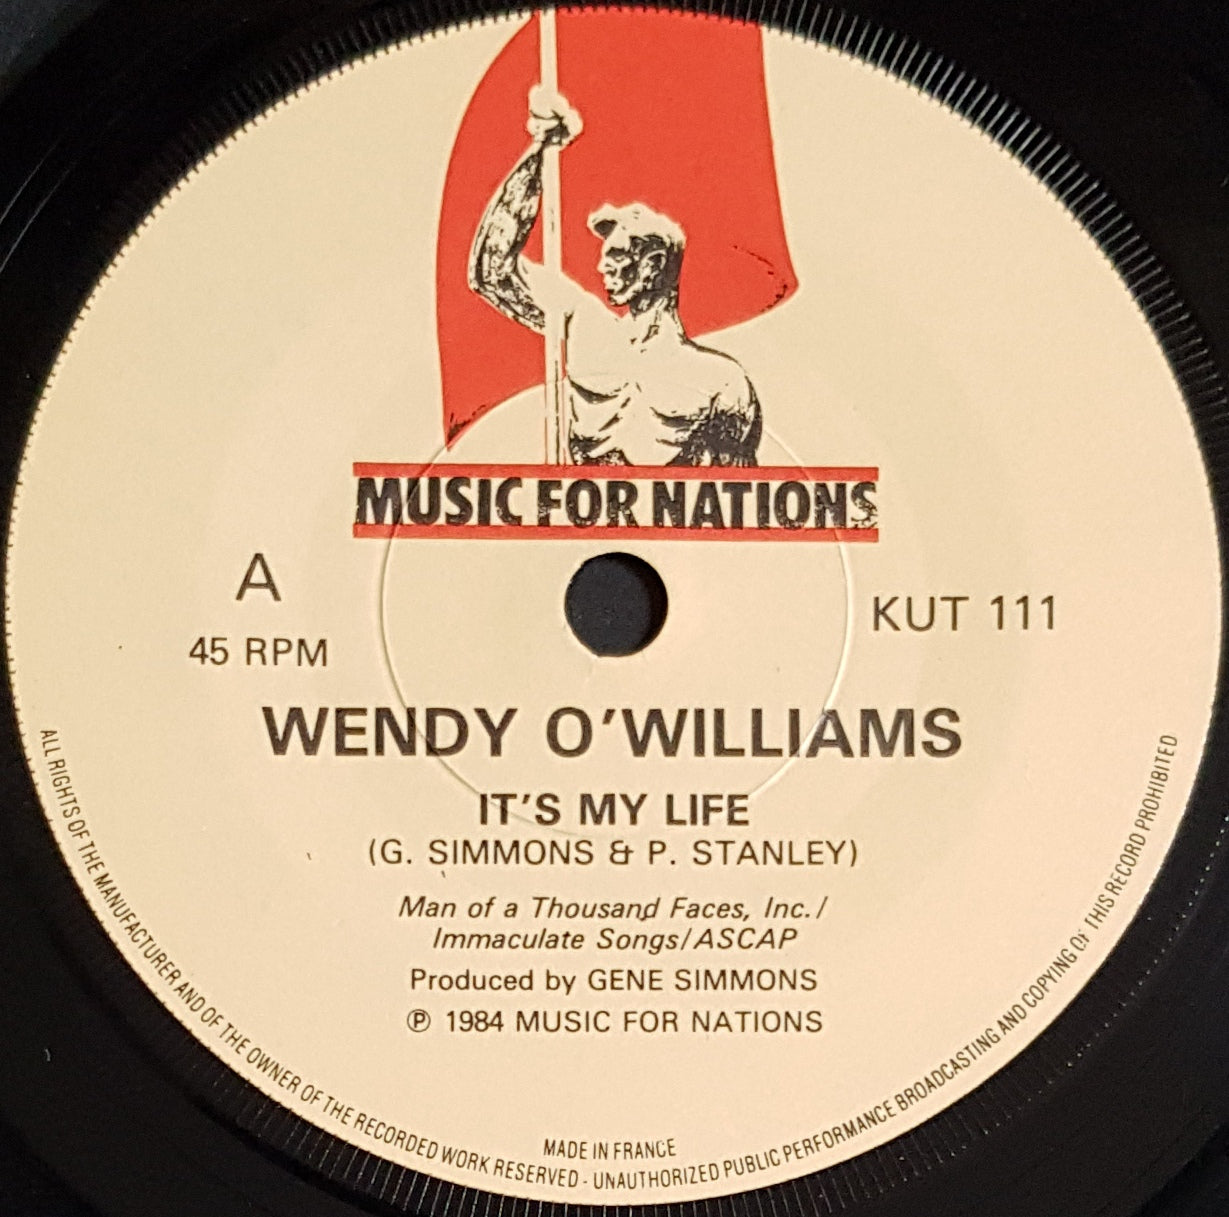 MUSIC FOR NATIONS
A
45 RPM
KUT 111
WENDY O'WILLIAMS
IT'S MY LIFE
(G. SIMMONS & P. STANLEY)
Man of a Thousand Faces, Inc./
Immaculate Songs/ASCAP
Produced by GENE SIMMONS
℗ 1984 MUSIC FOR NATIONS
MADE IN FRANCE
ALL RIGHTS OF THE MANUFACTURER AND OF THE OWNER OF THE RECORDED WORK RESERVED - UNAUTHORIZED PUBLIC PERFORMANCE BROADCASTING AND COPYING OF THIS RECORD PROHIBITED